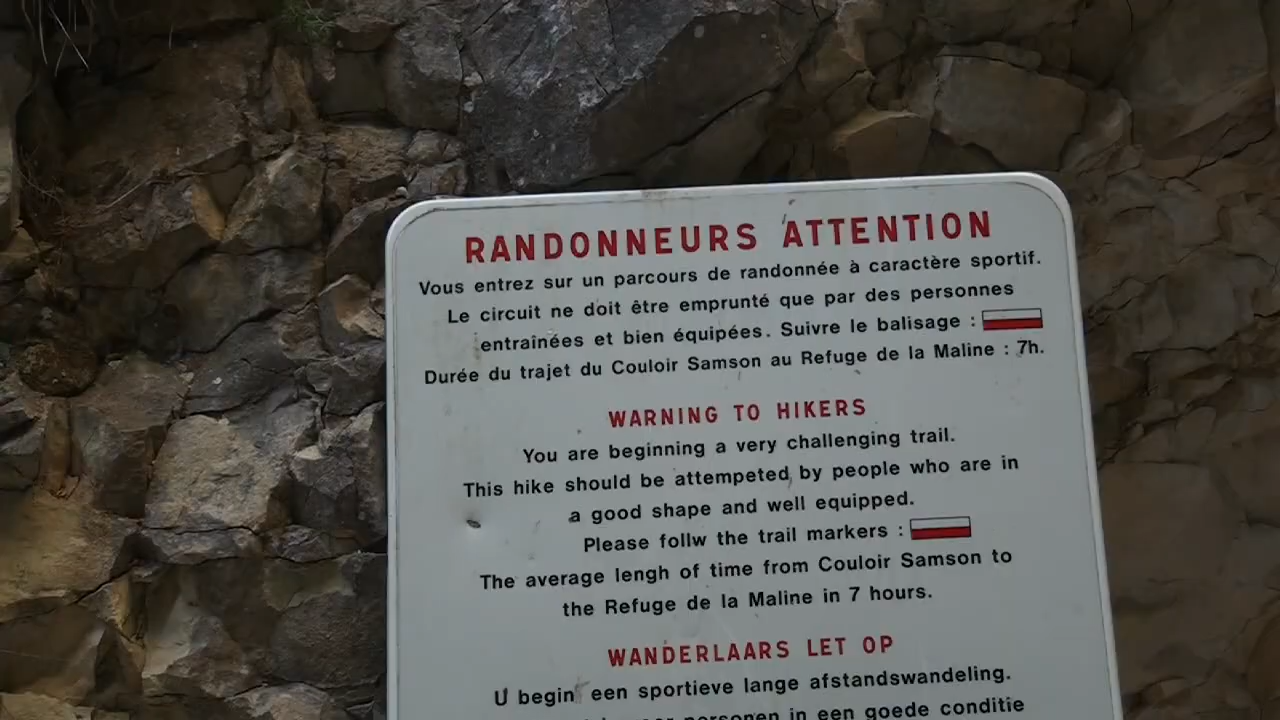 RANDONNEURS ATTENTION
Vous entrez sur un parcours de randonnée à caractère sportif.
Le circuit ne doit être emprunté que par des personnes
entraînées et bien équipées. Suivre le balisage :
Durée du trajet du Couloir Samson au Refuge de la Maline : 7h.
WARNING TO HIKERS
You are beginning a very challenging trail.
This hike should be attempeted by people who are in
a good shape and well equipped.
Please follw the trail markers :
The average lengh of time from Couloir Samson to
the Refuge de la Maline in 7 hours.
WANDERLAARS LET OP
U begin een sportieve lange afstandswandeling.
personen in een goede conditie